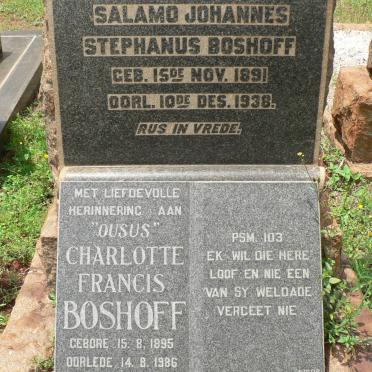 SALAMO JOHANNES
STEPHANUS BOSHOFF
GEB. 15DE NOV. 1891
OORL. 10DE DES. 1938.
RUS IN VREDE.
MET LIEFDEVOLLE
HERINNERING AAN
"OUSUS"
CHARLOTTE
FRANCIS
BOSHOFF
GEBORE 15. 8. 1895
OORLEDE 14. 8. 1986
PSM. 103
EK WIL DIE HERE
LOOF EN NIE EEN
VAN SY WELDADE
VERGEET NIE